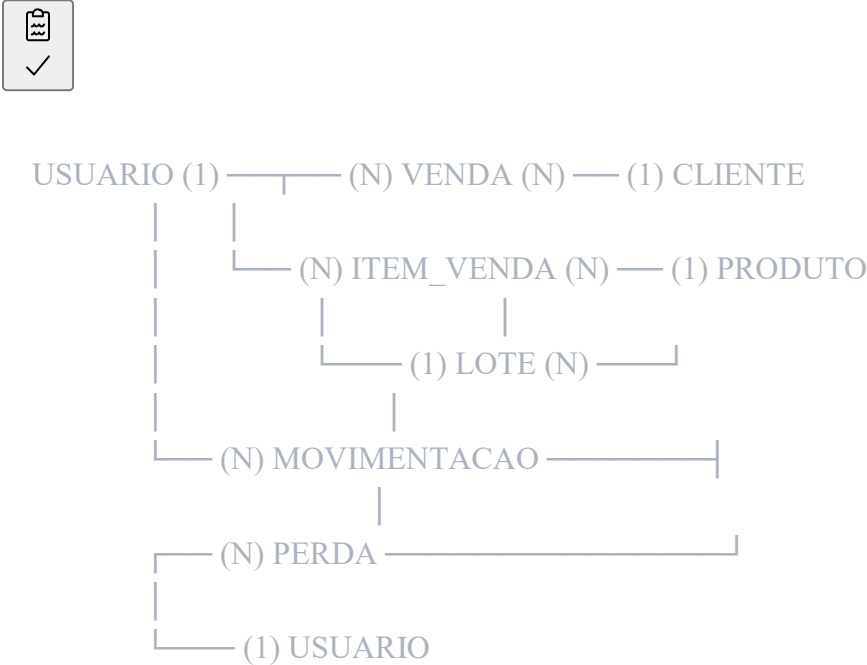 USUARIO (1) (N) VENDA (N) (1) CLIENTE
(N) ITEM_VENDA (N) (1) PRODUTO
(1) LOTE (N)
(N) MOVIMENTACAO
(N) PERDA
(1) USUARIO